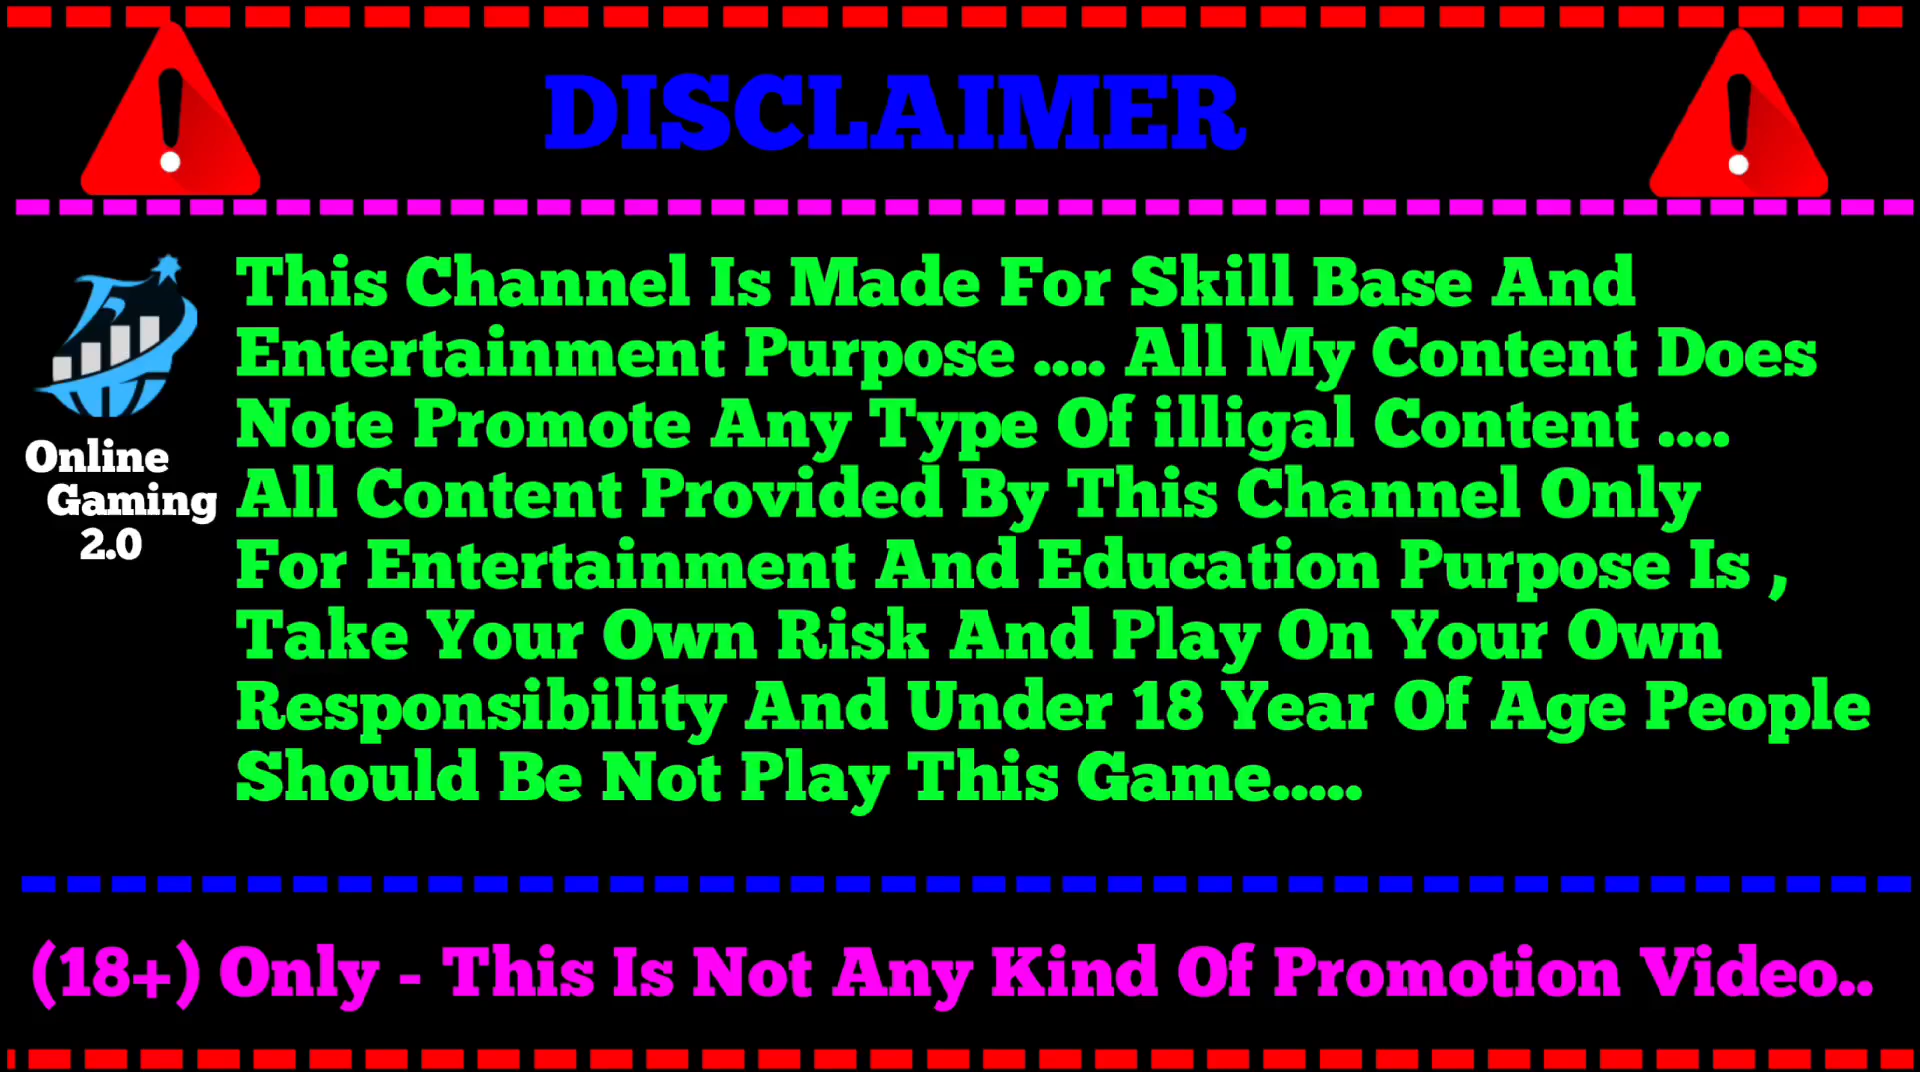 DISCLAIMER
This Channel Is Made For Skill Base And
Entertainment Purpose .... All My Content Does
Note Promote Any Type Of illigal Content ....
All Content Provided By This Channel Only
For Entertainment And Education Purpose Is ,
Take Your Own Risk And Play On Your Own
Responsibility And Under 18 Year Of Age People
Should Be Not Play This Game.....
Online
Gaming
2.0
(18+) Only - This Is Not Any Kind Of Promotion Video..